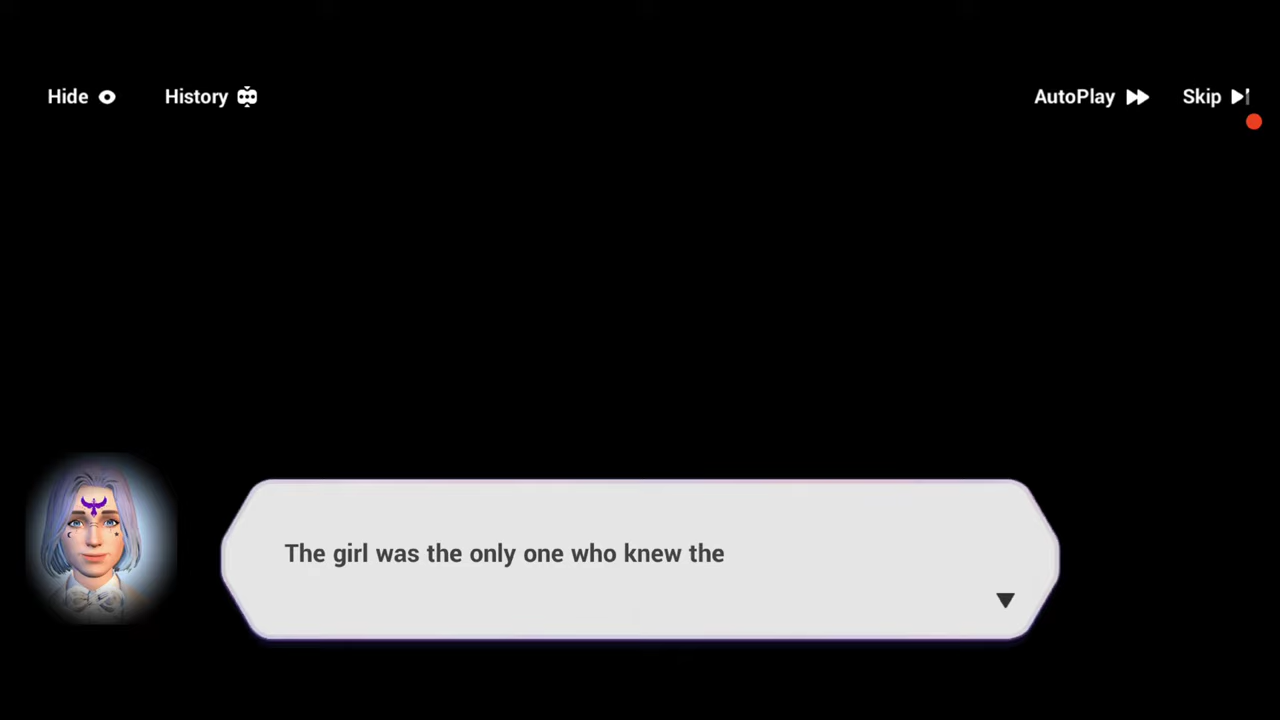 Hide
History
AutoPlay
Skip
The girl was the only one who knew the